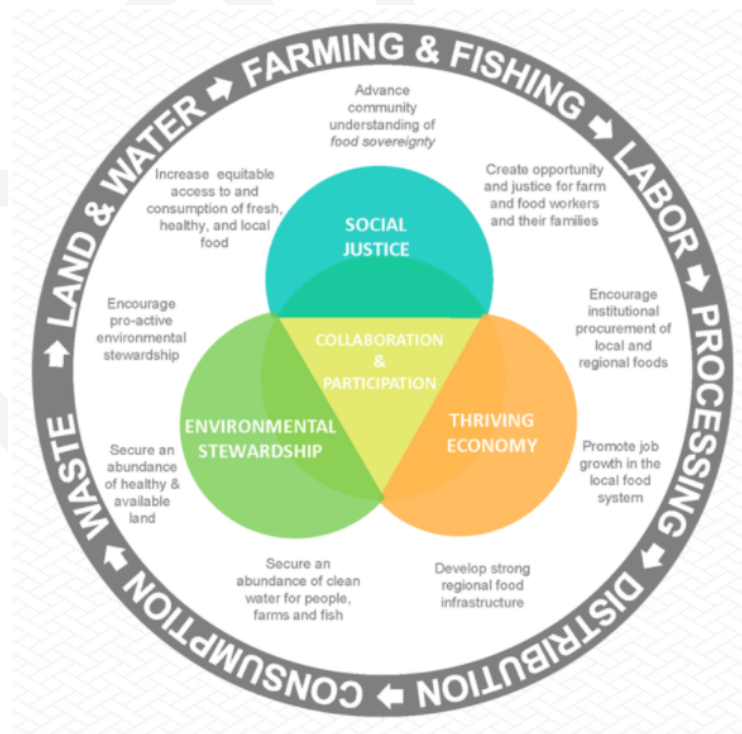 FARMING & FISHING
LABOR
PROCESSING
DISTRIBUTION
CONSUMPTION
WASTE
LAND & WATER
Advance
community
understanding of
food sovereignty
Create opportunity
and justice for farm
and food workers
and their families
Encourage
institutional
procurement of
local and
regional foods
Promote job
growth in the
local food
system
Develop strong
regional food
infrastructure
Secure an
abundance of clean
water for people,
farms and fish
Secure an
abundance
of healthy &
available
land
Encourage
pro-active
environmental
stewardship
Increase equitable
access to and
consumption of fresh,
healthy, and local
food
SOCIAL
JUSTICE
COLLABORATION
&
PARTICIPATION
ENVIRONMENTAL
STEWARDSHIP
THRIVING
ECONOMY